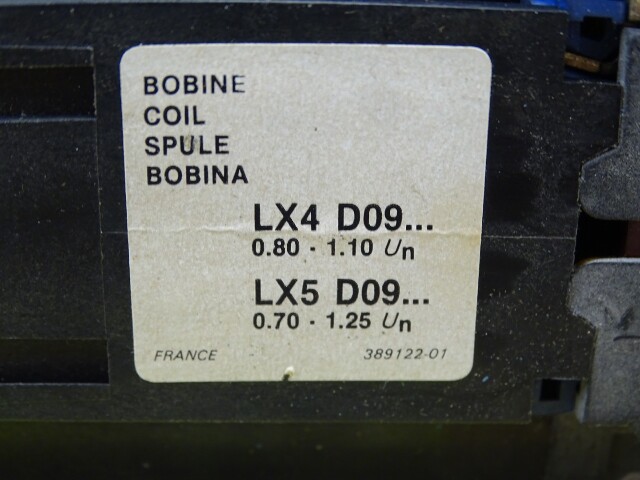 BOBINE
COIL
SPULE
BOBINA
LX4 D09...
0.80 - 1.10 Un
LX5 D09...
0.70 - 1.25 Un
FRANCE 389122-01